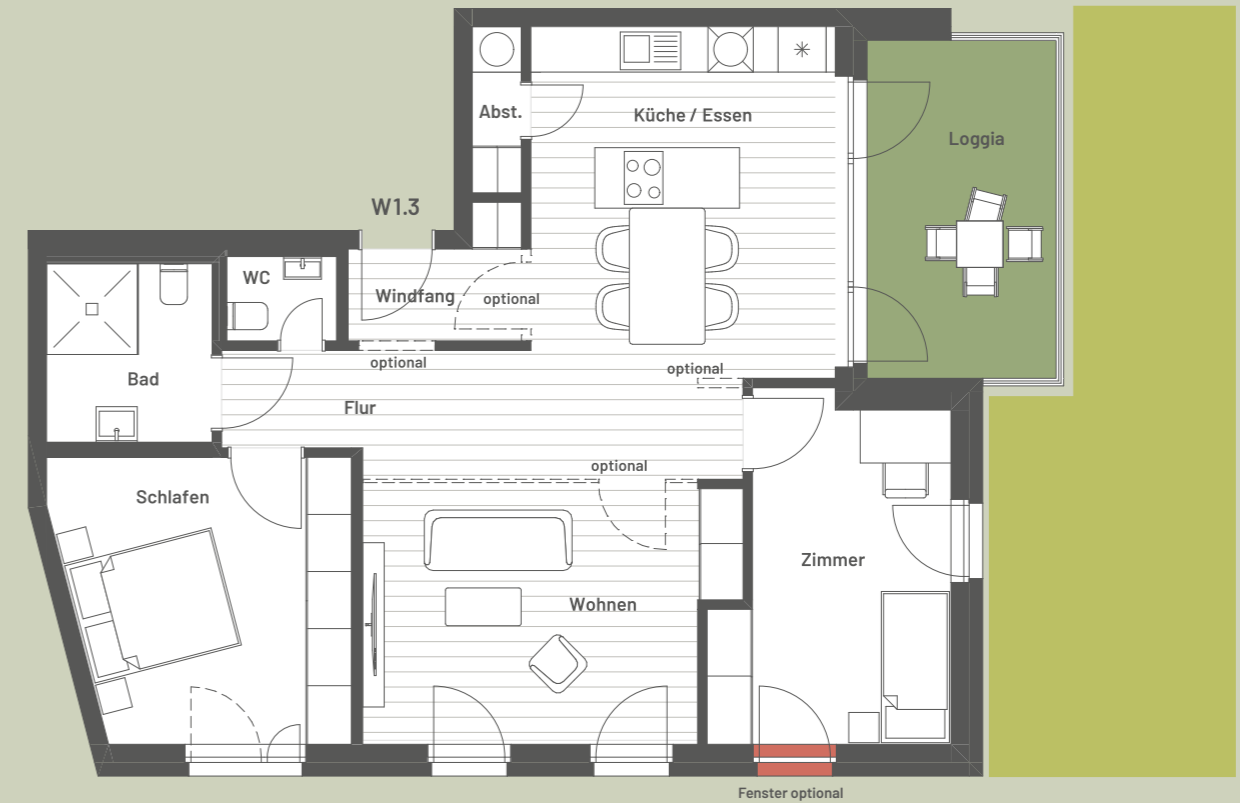 Abst.
Küche / Essen
Loggia
W1.3
WC
Windfang
optional
optional
optional
Bad
Flur
optional
Schlafen
Zimmer
Wohnen
Fenster optional